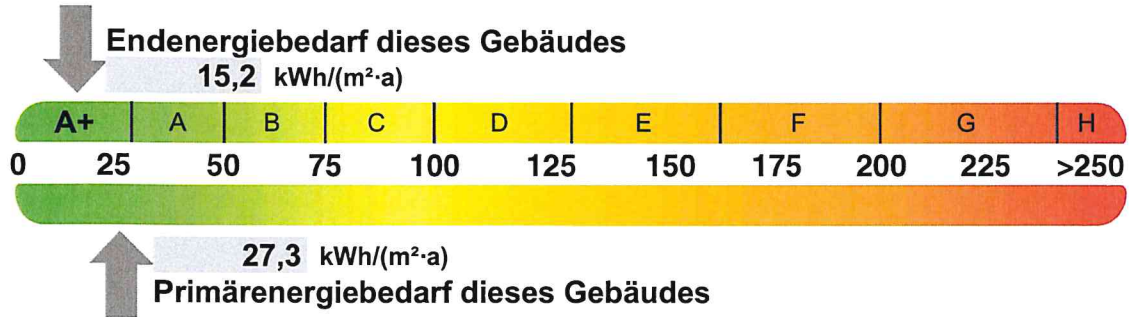 Endenergiebedarf dieses Gebäudes
15,2 kWh/(m²·a)
A+ A B C D E F G H
0 25 50 75 100 125 150 175 200 225 >250
27,3 kWh/(m²·a)
Primärenergiebedarf dieses Gebäudes